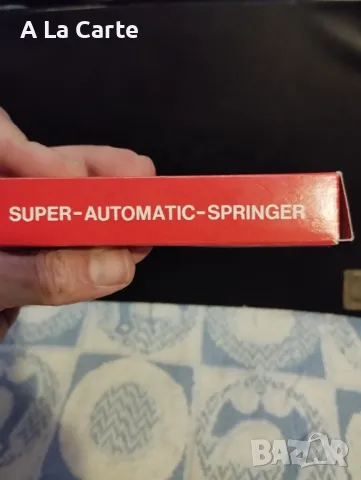 A La Carte
SUPER-AUTOMATIC-SPRINGER
BAZAR